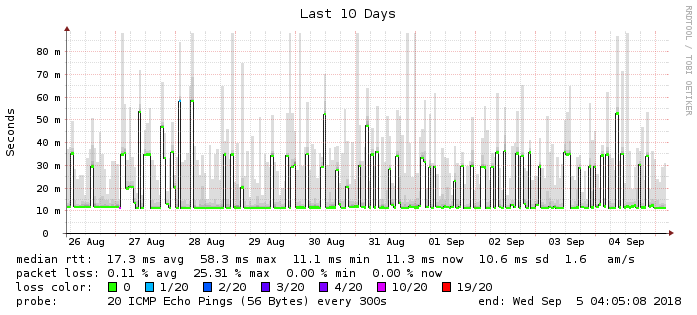 Last 10 Days
RRDTOOL / TOBI OETIKER
Seconds
80 m
70 m
60 m
50 m
40 m
30 m
20 m
10 m
0
26 Aug 27 Aug 28 Aug 29 Aug 30 Aug 31 Aug 01 Sep 02 Sep 03 Sep 04 Sep
median rtt: 17.3 ms avg 58.3 ms max 11.1 ms min 11.3 ms now 10.6 ms sd 1.6 am/s
packet loss: 0.11 % avg 25.31 % max 0.00 % min 0.00 % now
loss color: 0 1/20 2/20 3/20 4/20 10/20 19/20
probe: 20 ICMP Echo Pings (56 Bytes) every 300s end: Wed Sep 5 04:05:08 2018